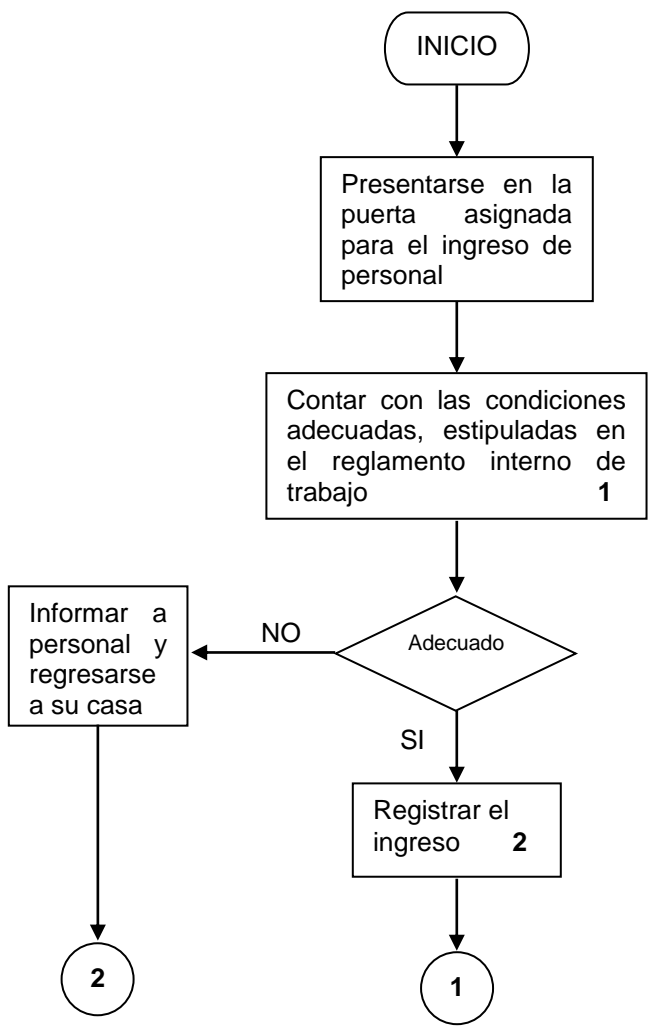 INICIO
Presentarse en la
puerta asignada
para el ingreso de
personal
Contar con las condiciones
adecuadas, estipuladas en
el reglamento interno de
trabajo 1
Adecuado
NO
Informar a
personal y
regresarse
a su casa
SI
Registrar el
ingreso 2
2
1